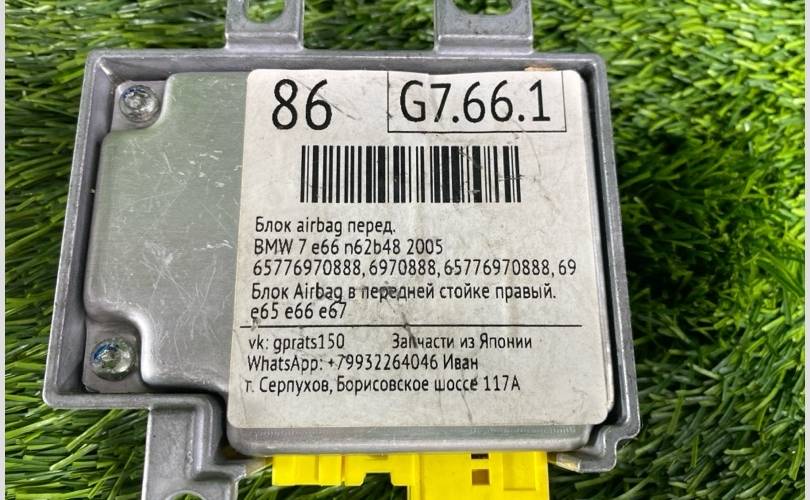 86 G7.66.1
Блок airbag перед.
BMW 7 e66 n62b48 2005
65776970888, 6970888, 65776970888, 69
Блок Airbag в передней стойке правый.
e65 e66 e67
vk: gprats150 Запчасти из Японии
WhatsApp: +79932264046 Иван
г. Серпухов, Борисовское шоссе 117А